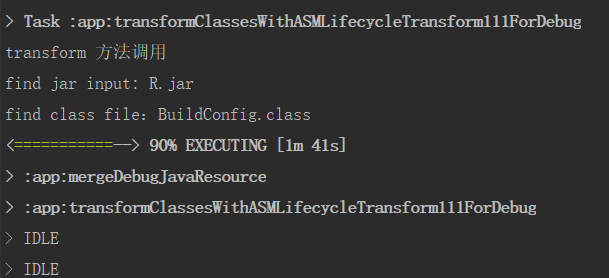 > Task :app:transformClassesWithASMLifecycleTransform111ForDebug
transform 方法调用
find jar input: R.jar
find class file：BuildConfig.class
<===========--> 90% EXECUTING [1m 41s]
> :app:mergeDebugJavaResource
> :app:transformClassesWithASMLifecycleTransform111ForDebug
> IDLE
> IDLE